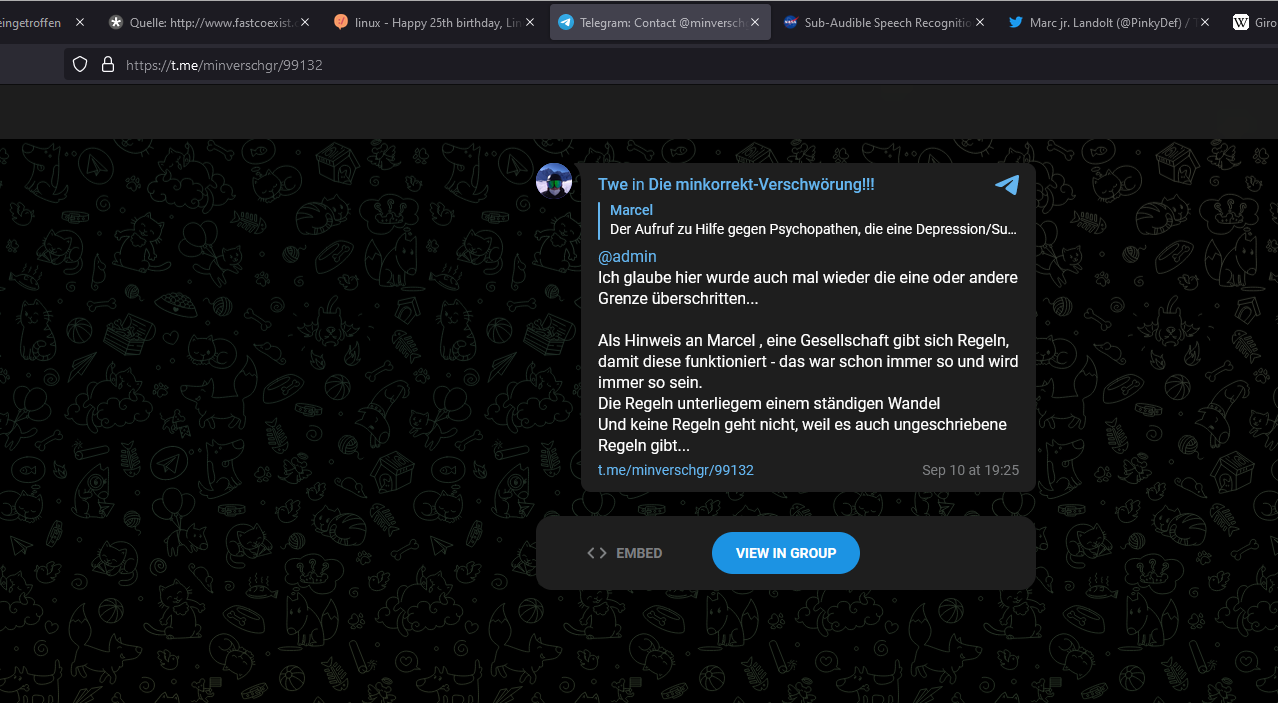 eingetroffen
Quelle: http://www.fastcoexist.c
linux - Happy 25th birthday, Lin
Telegram: Contact @minversch
Sub-Audible Speech Recognitio
Marc jr. Landolt (@PinkyDef) / T
W Giro
https://t.me/minverschgr/99132
Twe in Die minkorrekt-Verschwörung!!!
Marcel
Der Aufruf zu Hilfe gegen Psychopathen, die eine Depression/Su...
@admin
Ich glaube hier wurde auch mal wieder die eine oder andere
Grenze überschritten...
Als Hinweis an Marcel , eine Gesellschaft gibt sich Regeln,
damit diese funktioniert - das war schon immer so und wird
immer so sein.
Die Regeln unterliegem einem ständigen Wandel
Und keine Regeln geht nicht, weil es auch ungeschriebene
Regeln gibt...
t.me/minverschgr/99132 Sep 10 at 19:25
EMBED
VIEW IN GROUP